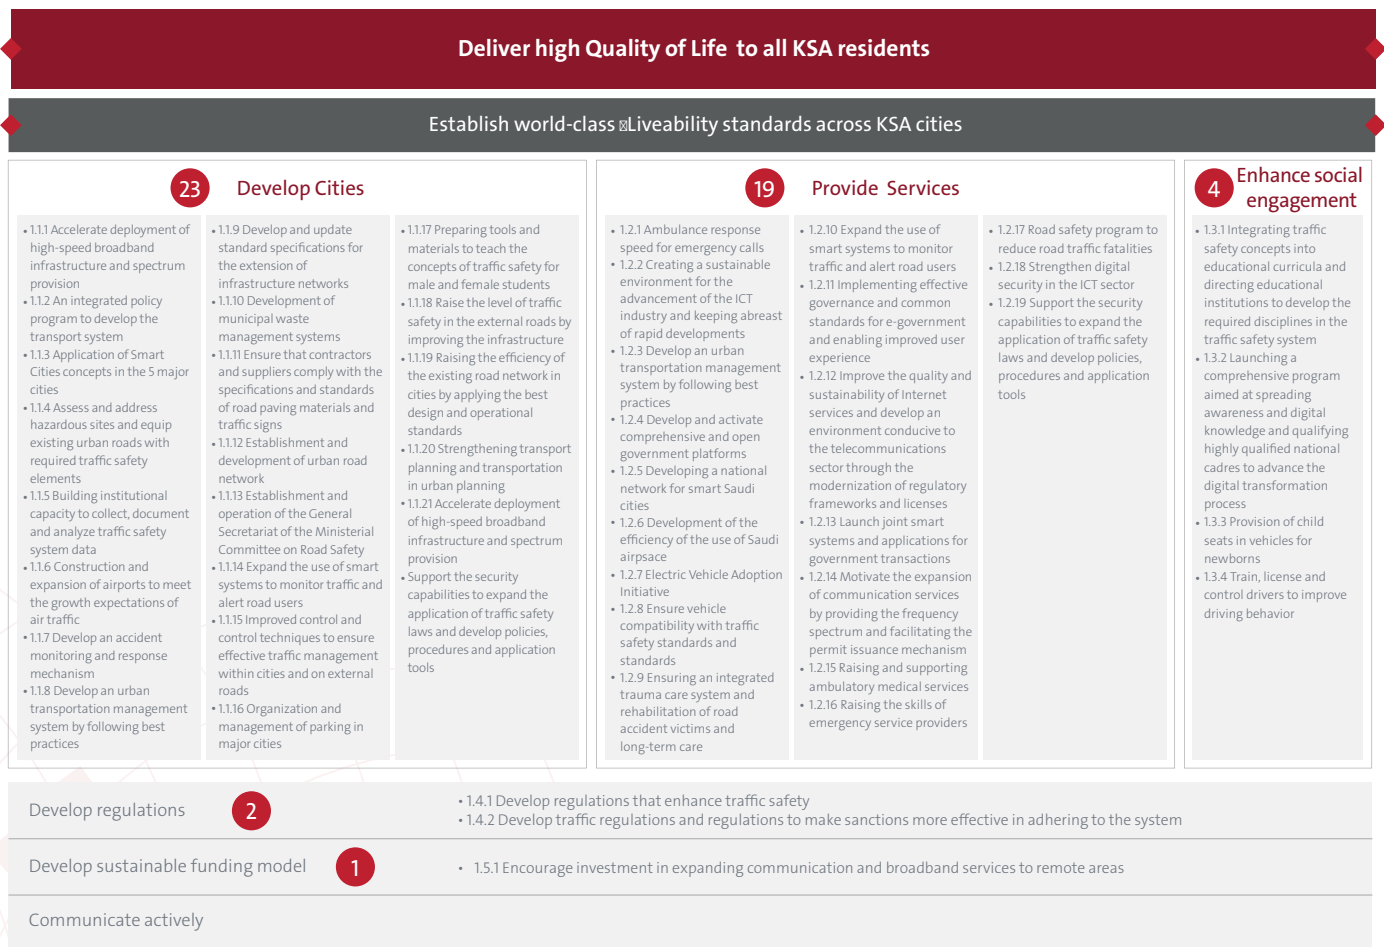 Deliver high Quality of Life to all KSA residents
Establish world-class Liveability standards across KSA cities
23 Develop Cities
• 1.1.1 Accelerate deployment of
high-speed broadband
infrastructure and spectrum
provision
• 1.1.2 An integrated policy
program to develop the
transport system
• 1.1.3 Application of Smart
Cities concepts in the 5 major
cities
• 1.1.4 Assess and address
hazardous sites and equip
existing urban roads with
required traffic safety
elements
• 1.1.5 Building institutional
capacity to collect, document
and analyze traffic safety
system data
• 1.1.6 Construction and
expansion of airports to meet
the growth expectations of
air traffic
• 1.1.7 Develop an accident
monitoring and response
mechanism
• 1.1.8 Develop an urban
transportation management
system by following best
practices
• 1.1.9 Develop and update
standard specifications for
the extension of
infrastructure networks
• 1.1.10 Development of
municipal waste
management systems
• 1.1.11 Ensure that contractors
and suppliers comply with the
specifications and standards
of road paving materials and
traffic signs
• 1.1.12 Establishment and
development of urban road
network
• 1.1.13 Establishment and
operation of the General
Secretariat of the Ministerial
Committee on Road Safety
• 1.1.14 Expand the use of smart
systems to monitor traffic and
alert road users
• 1.1.15 Improved control and
control techniques to ensure
effective traffic management
within cities and on external
roads
• 1.1.16 Organization and
management of parking in
major cities
• 1.1.17 Preparing tools and
materials to teach the
concepts of traffic safety for
male and female students
• 1.1.18 Raise the level of traffic
safety in the external roads by
improving the infrastructure
• 1.1.19 Raising the efficiency of
the existing road network in
cities by applying the best
design and operational
standards
• 1.1.20 Strengthening transport
planning and transportation
in urban planning
• 1.1.21 Accelerate deployment
of high-speed broadband
infrastructure and spectrum
provision
• Support the security
capabilities to expand the
application of traffic safety
laws and develop policies,
procedures and application
tools
19 Provide Services
• 1.2.1 Ambulance response
speed for emergency calls
• 1.2.2 Creating a sustainable
environment for the
advancement of the ICT
industry and keeping abreast
of rapid developments
• 1.2.3 Develop an urban
transportation management
system by following best
practices
• 1.2.4 Develop and activate
comprehensive and open
government platforms
• 1.2.5 Developing a national
network for smart Saudi
cities
• 1.2.6 Development of the
efficiency of the use of Saudi
airpsace
• 1.2.7 Electric Vehicle Adoption
Initiative
• 1.2.8 Ensure vehicle
compatibility with traffic
safety standards and
standards
• 1.2.9 Ensuring an integrated
trauma care system and
rehabilitation of road
accident victims and
long-term care
• 1.2.10 Expand the use of
smart systems to monitor
traffic and alert road users
• 1.2.11 Implementing effective
governance and common
standards for e-government
and enabling improved user
experience
• 1.2.12 Improve the quality and
sustainability of Internet
services and develop an
environment conducive to
the telecommunications
sector through the
modernization of regulatory
frameworks and licenses
• 1.2.13 Launch joint smart
systems and applications for
government transactions
• 1.2.14 Motivate the expansion
of communication services
by providing the frequency
spectrum and facilitating the
permit issuance mechanism
• 1.2.15 Raising and supporting
ambulatory medical services
• 1.2.16 Raising the skills of
emergency service providers
• 1.2.17 Road safety program to
reduce road traffic fatalities
• 1.2.18 Strengthen digital
security in the ICT sector
• 1.2.19 Support the security
capabilities to expand the
application of traffic safety
laws and develop policies,
procedures and application
tools
4 Enhance social
engagement
• 1.3.1 Integrating traffic
safety concepts into
educational curricula and
directing educational
institutions to develop the
required disciplines in the
traffic safety system
• 1.3.2 Launching a
comprehensive program
aimed at spreading
awareness and digital
knowledge and qualifying
highly qualified national
cadres to advance the
digital transformation
process
• 1.3.3 Provision of child
seats in vehicles for
newborns
• 1.3.4 Train, license and
control drivers to improve
driving behavior
Develop regulations 2
• 1.4.1 Develop regulations that enhance traffic safety
• 1.4.2 Develop traffic regulations and regulations to make sanctions more effective in adhering to the system
Develop sustainable funding model 1
• 1.5.1 Encourage investment in expanding communication and broadband services to remote areas
Communicate actively